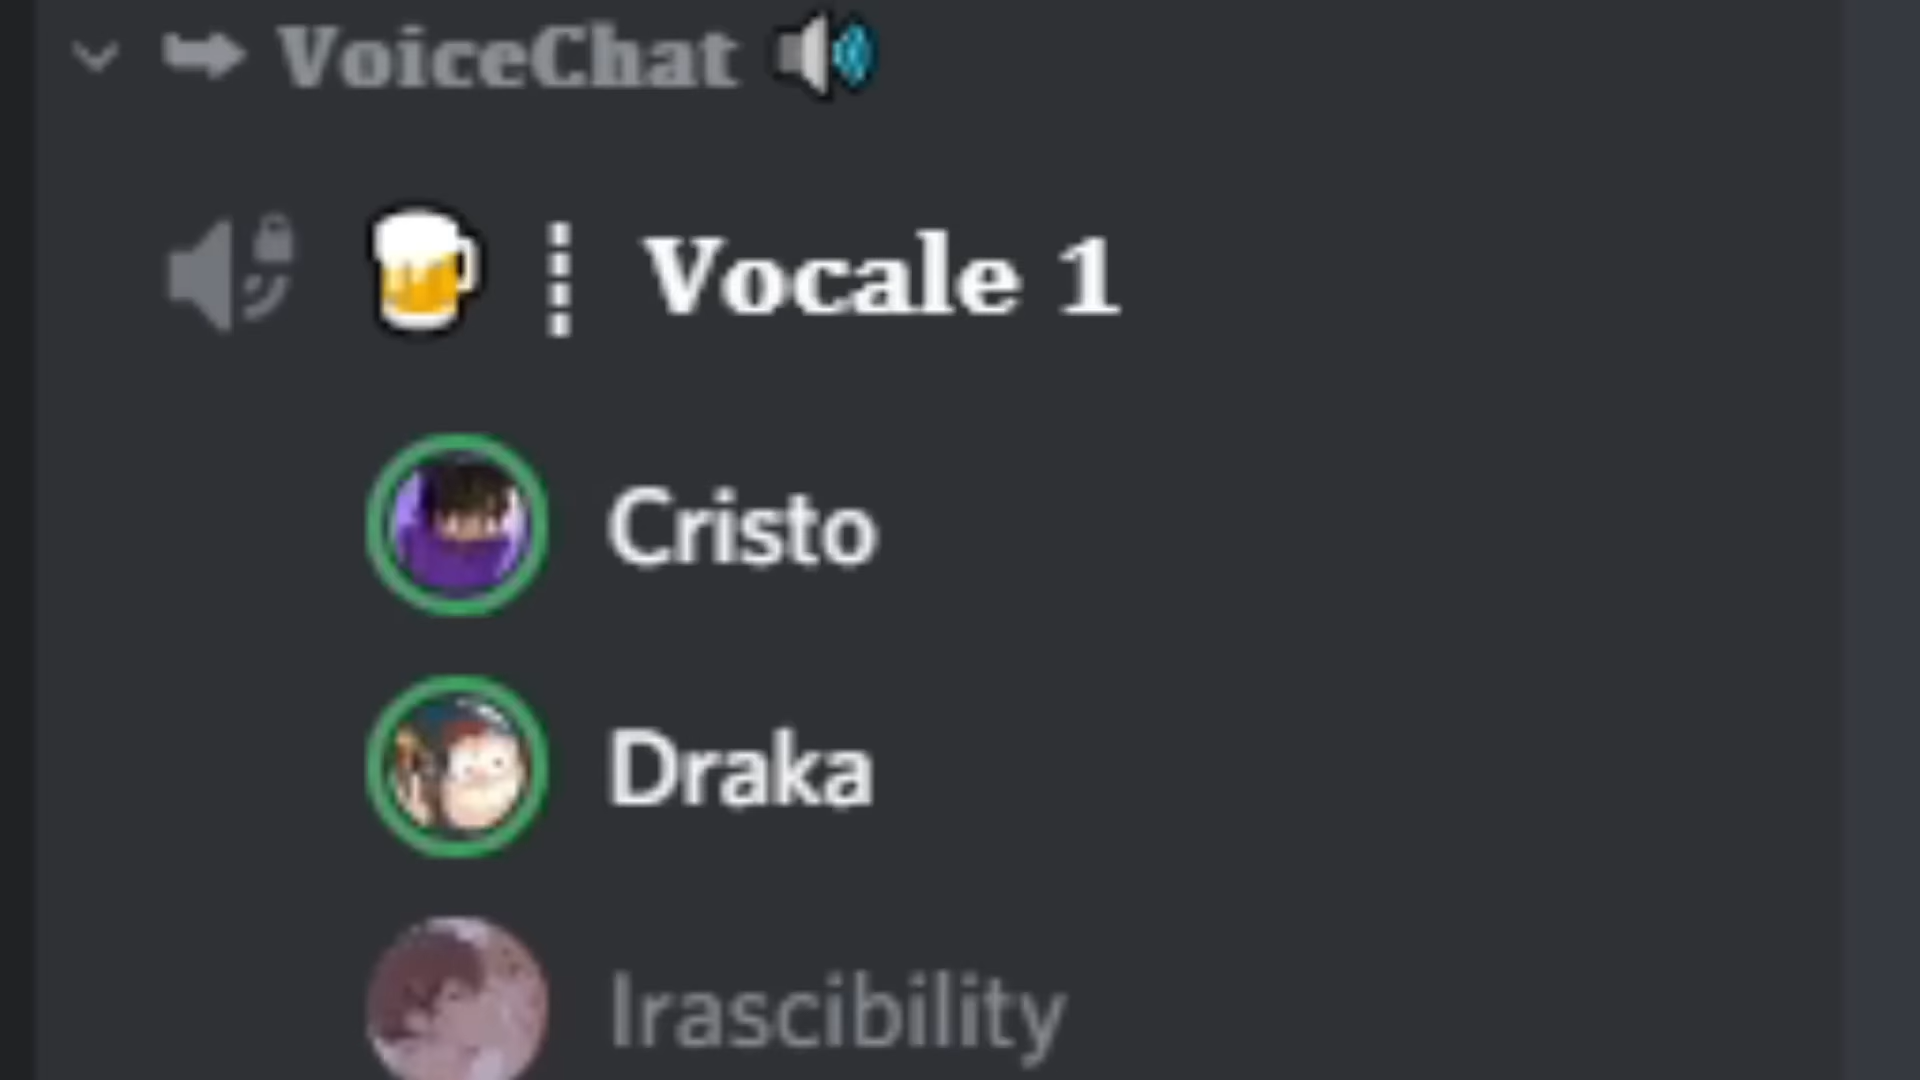 ➥ VoiceChat 🔊
🍺┋ Vocale 1
Cristo
Draka
Irascibility